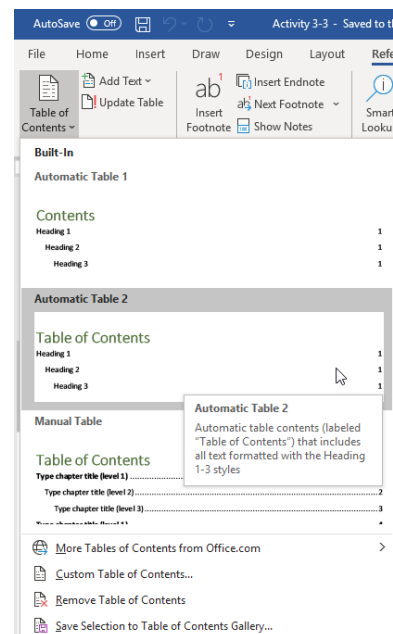 AutoSave Off Activity 3-3 - Saved to t
File Home Insert Draw Design Layout Refe
Table of Contents
Add Text
Update Table
ab1
Insert Footnote
Insert Endnote
Next Footnote
Show Notes
Smar
Looku
Built-In
Automatic Table 1
Contents
Heading 1 1
Heading 2 1
Heading 3 1
Automatic Table 2
Table of Contents
Heading 1 1
Heading 2 1
Heading 3 1
Automatic Table 2
Automatic table contents (labeled
“Table of Contents”) that includes
all text formatted with the Heading
1-3 styles
Manual Table
Table of Contents
Type chapter title (level 1)
Type chapter title (level 2) 2
Type chapter title (level 3) 3
Type chapter title (level 1) 4
More Tables of Contents from Office.com
Custom Table of Contents...
Remove Table of Contents
Save Selection to Table of Contents Gallery...